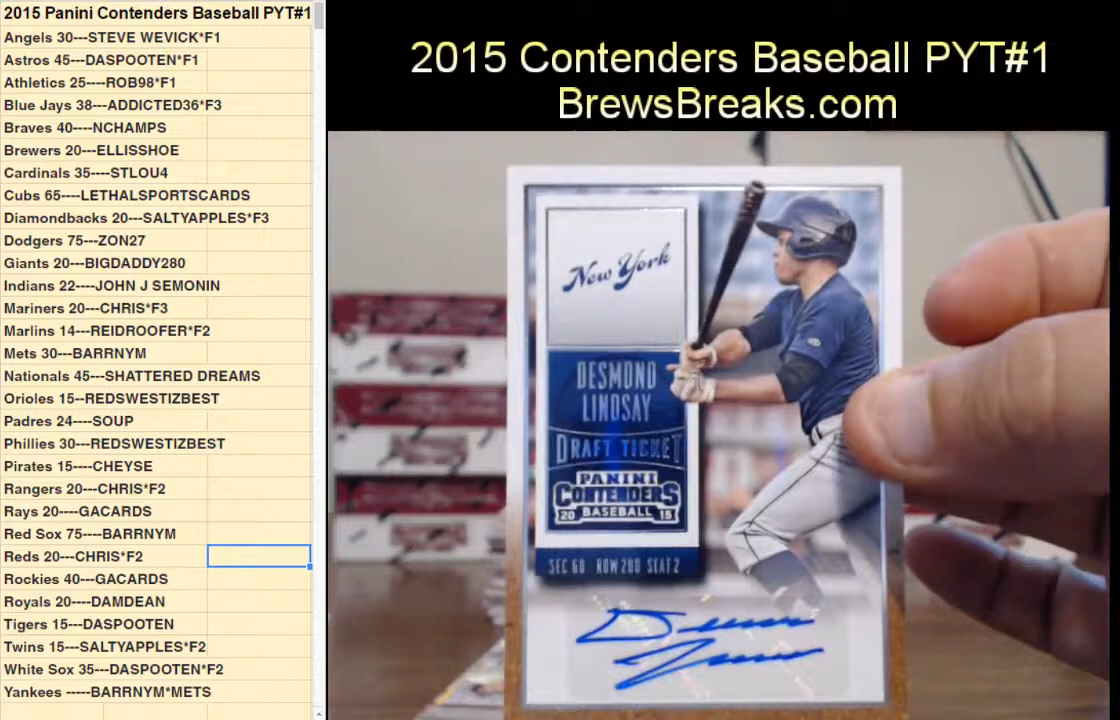 2015 Panini Contenders Baseball PYT#1
Angels 30---STEVE WEVICK*F1
Astros 45---DASPOOTEN*F1
Athletics 25----ROB98*F1
Blue Jays 38---ADDICTED36*F3
Braves 40----NCHAMPS
Brewers 20---ELLISSHOE
Cardinals 35----STLOU4
Cubs 65----LETHALSPORTSCARDS
Diamondbacks 20---SALTYAPPLES*F3
Dodgers 75---ZON27
Giants 20---BIGDADDY280
Indians 22----JOHN J SEMONIN
Mariners 20---CHRIS*F3
Marlins 14---REIDROOFER*F2
Mets 30---BARRNYM
Nationals 45---SHATTERED DREAMS
Orioles 15--REDSWESTIZBEST
Padres 24----SOUP
Phillies 30---REDSWESTIZBEST
Pirates 15----CHEYSE
Rangers 20---CHRIS*F2
Rays 20---GACARDS
Red Sox 75----BARRNYM
Reds 20---CHRIS*F2
Rockies 40---GACARDS
Royals 20----DAMDEAN
Tigers 15----DASPOOTEN
Twins 15----SALTYAPPLES*F2
White Sox 35----DASPOOTEN*F2
Yankees -----BARRNYM*METS
2015 Contenders Baseball PYT#1
BrewsBreaks.com
New York
DESMOND
LINDSAY
DRAFT TICKET
PANINI
CONTENDERS
20 BASEBALL 15
SEC 60 ROW 200 SEAT 2